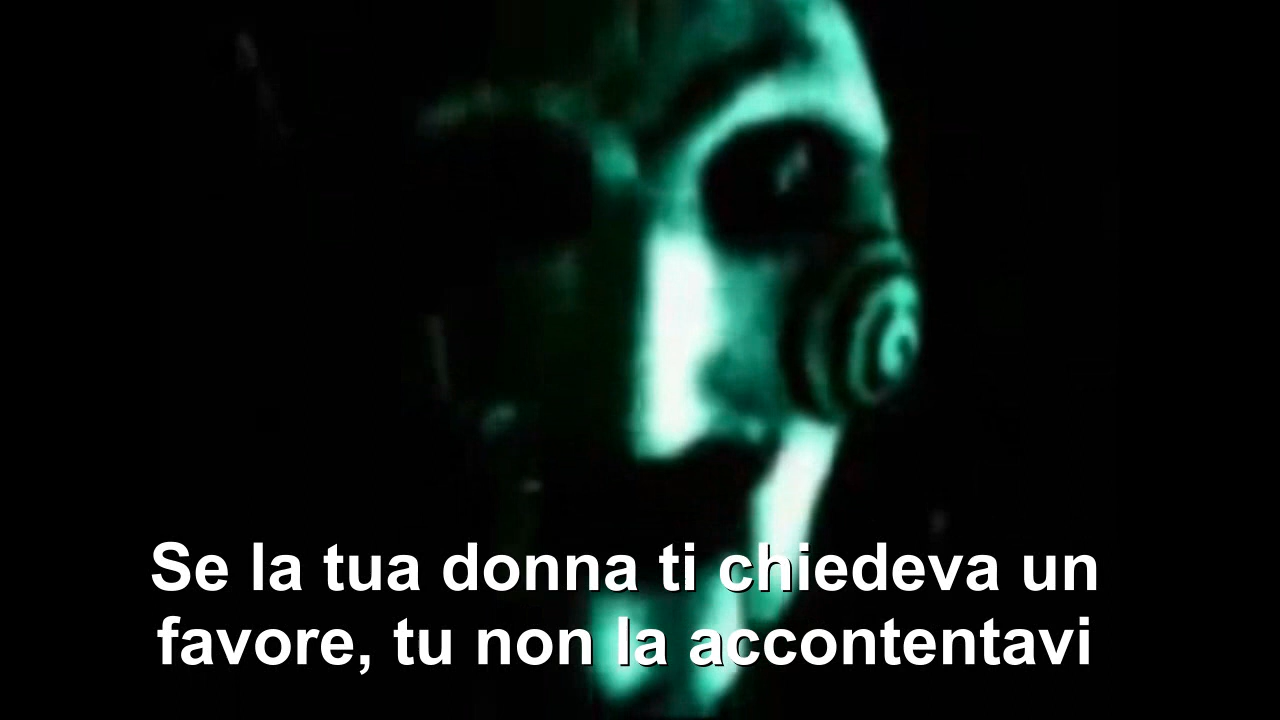 Se la tua donna ti chiedeva un
favore, tu non la accontentavi